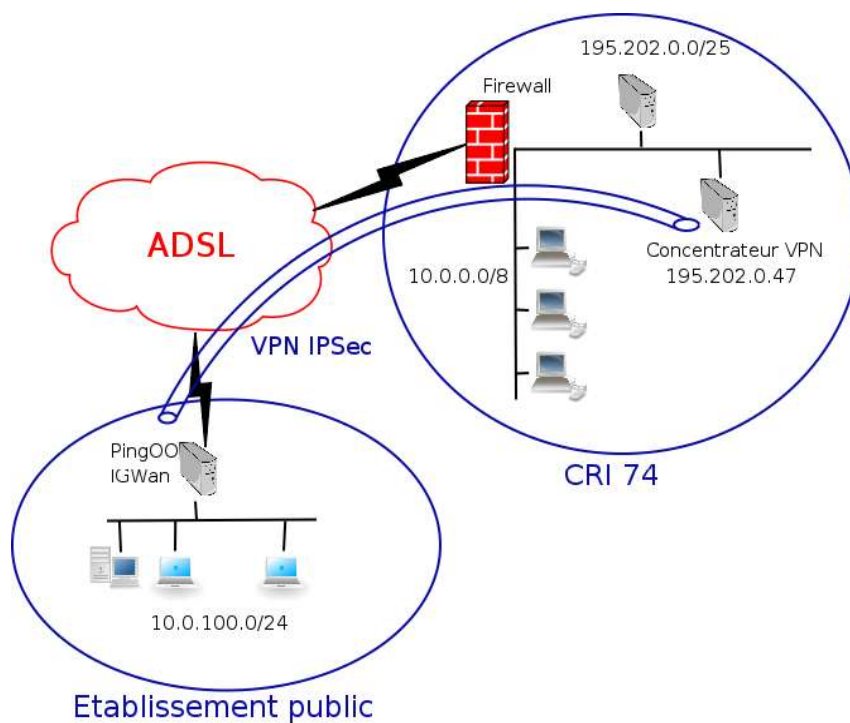 195.202.0.0/25
Firewall
ADSL
Concentrateur VPN
195.202.0.47
10.0.0.0/8
VPN IPSec
PingOO
IGWan
CRI 74
10.0.100.0/24
Etablissement public